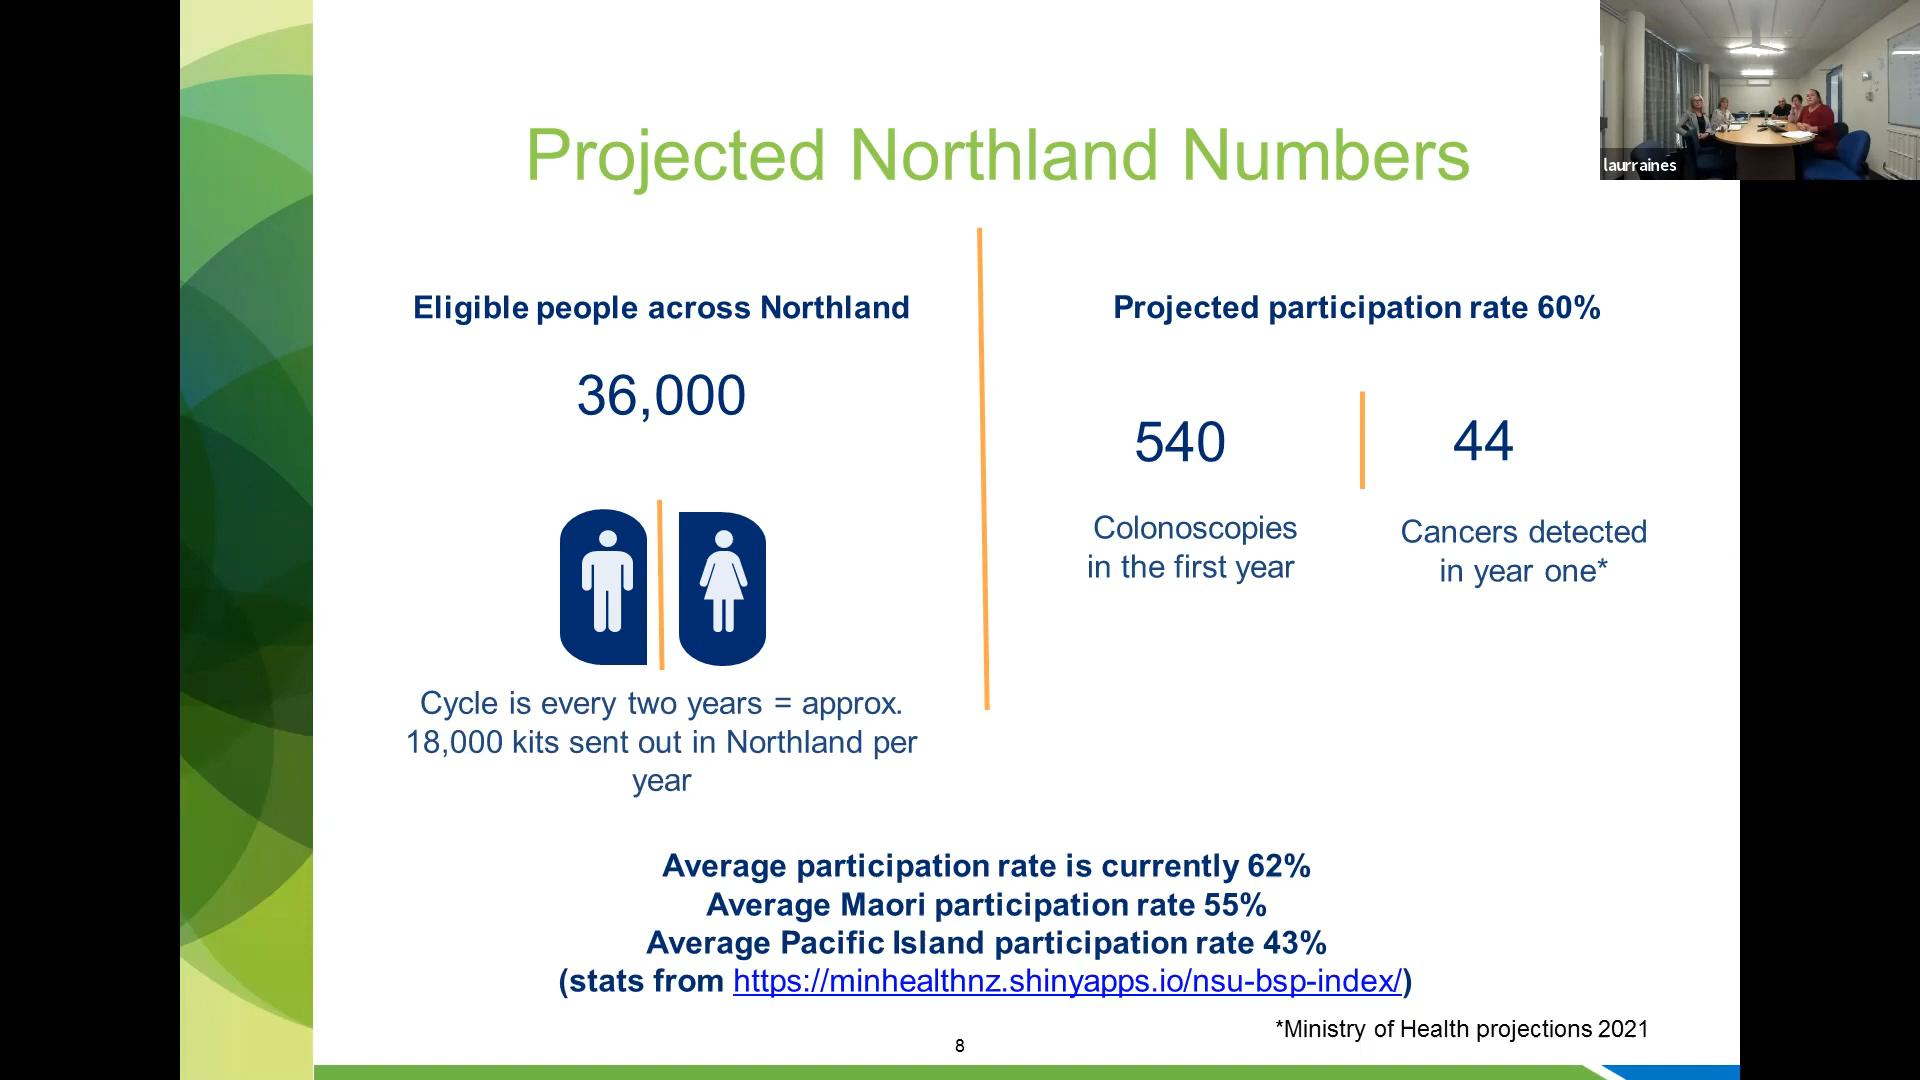 Projected Northland Numbers
laurraines
Eligible people across Northland
36,000
Cycle is every two years = approx.
18,000 kits sent out in Northland per
year
Projected participation rate 60%
540
Colonoscopies
in the first year
44
Cancers detected
in year one*
Average participation rate is currently 62%
Average Maori participation rate 55%
Average Pacific Island participation rate 43%
(stats from https://minhealthnz.shinyapps.io/nsu-bsp-index/)
*Ministry of Health projections 2021
8